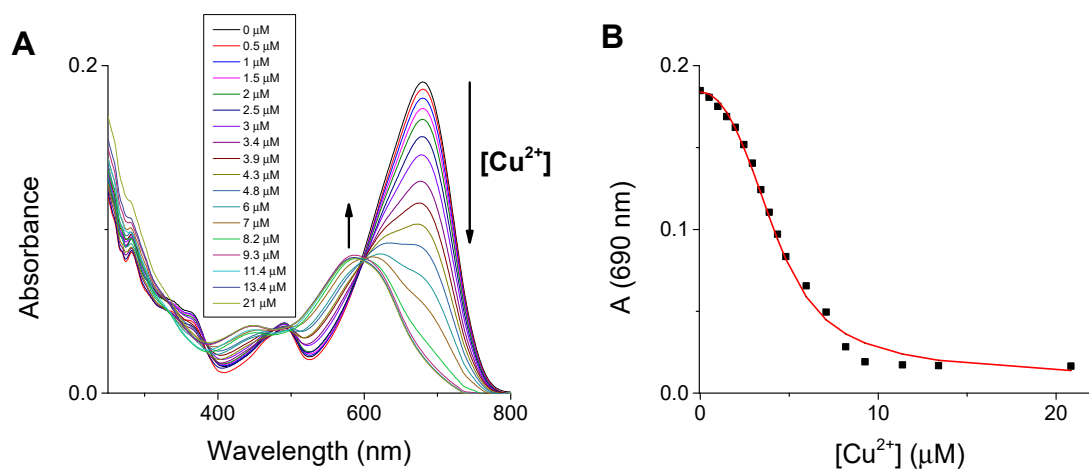 A
0.2
0.0
Absorbance
0 μM
0.5 μM
1 μM
1.5 μM
2 μM
2.5 μM
3 μM
3.4 μM
3.9 μM
4.3 μM
4.8 μM
6 μM
7 μM
8.2 μM
9.3 μM
11.4 μM
13.4 μM
21 μM
[Cu²⁺]
400 600 800
Wavelength (nm)
B
0.2
0.1
0.0
A (690 nm)
0 10 20
[Cu²⁺] (μM)